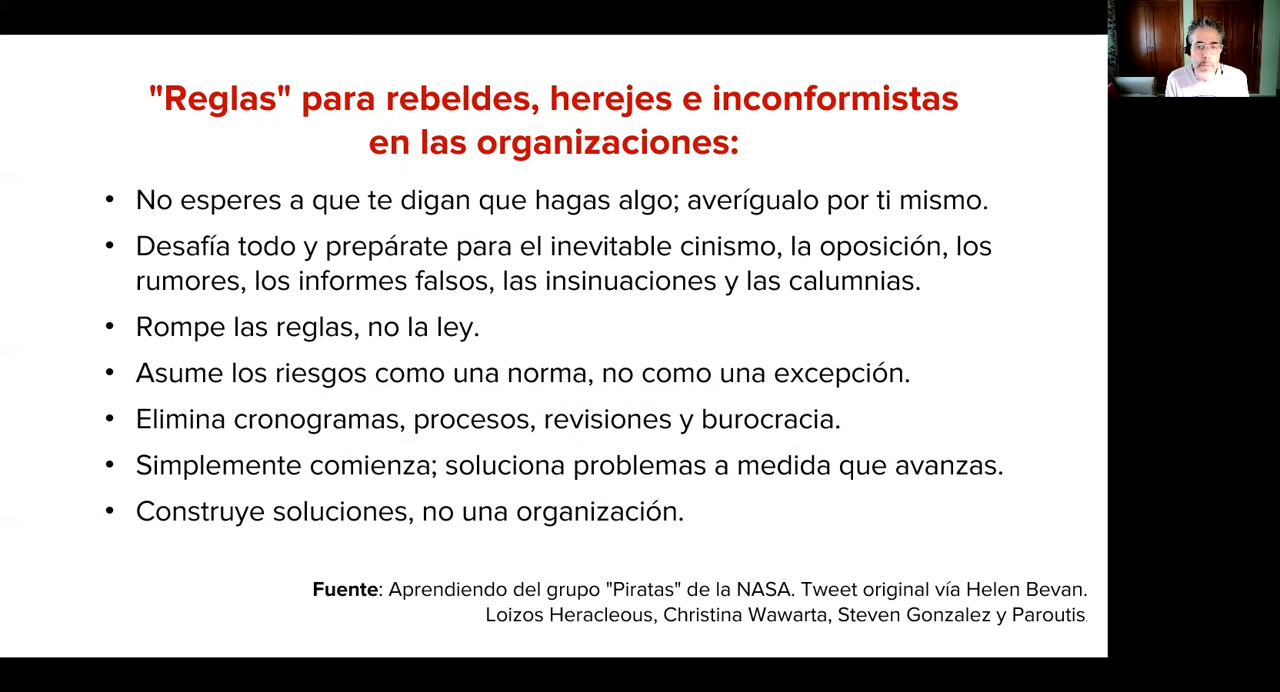 "Reglas" para rebeldes, herejes e inconformistas
en las organizaciones:
• No esperes a que te digan que hagas algo; averígualo por ti mismo.
• Desafía todo y prepárate para el inevitable cinismo, la oposición, los
rumores, los informes falsos, las insinuaciones y las calumnias.
• Rompe las reglas, no la ley.
• Asume los riesgos como una norma, no como una excepción.
• Elimina cronogramas, procesos, revisiones y burocracia.
• Simplemente comienza; soluciona problemas a medida que avanzas.
• Construye soluciones, no una organización.
Fuente: Aprendiendo del grupo "Piratas" de la NASA. Tweet original vía Helen Bevan.
Loizos Heracleous, Christina Wawarta, Steven Gonzalez y Paroutis.